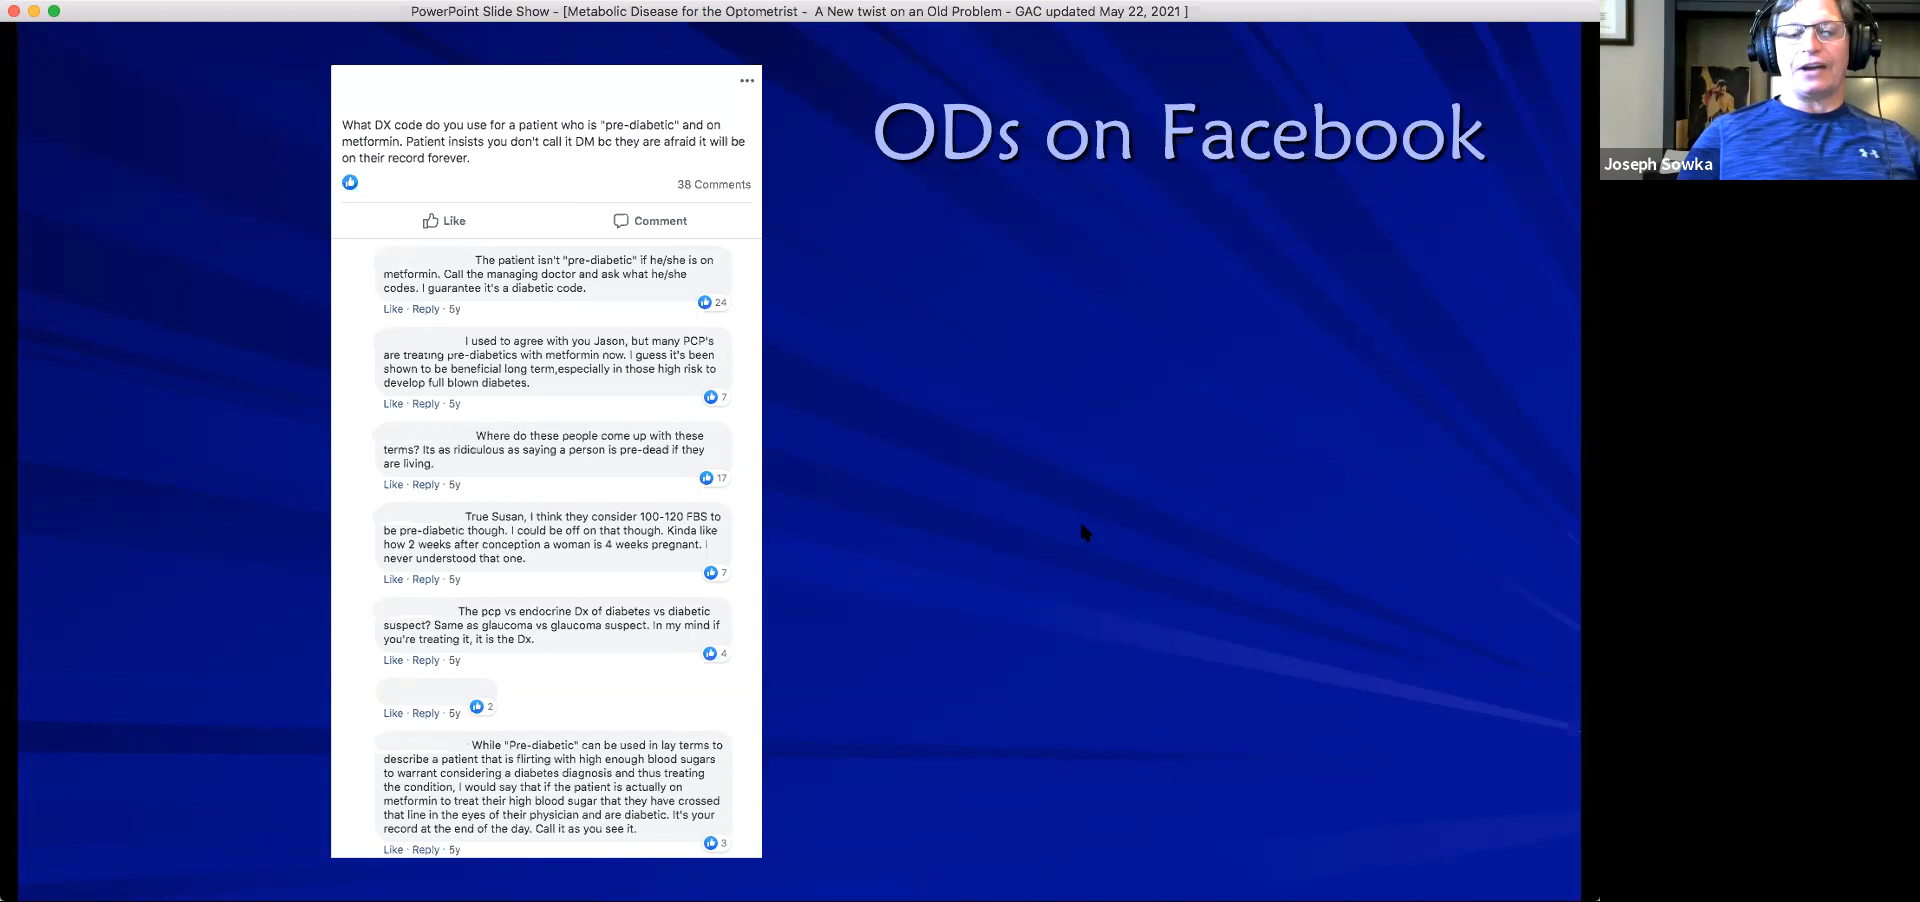 PowerPoint Slide Show - [Metabolic Disease for the Optometrist -  A New twist on an Old Problem - GAC updated May 22, 2021 ]
ODs on Facebook
Joseph Sowka
What DX code do you use for a patient who is "pre-diabetic" and on
metformin. Patient insists you don't call it DM bc they are afraid it will be
on their record forever.
38 Comments
Like
Comment
The patient isn't "pre-diabetic" if he/she is on
metformin. Call the managing doctor and ask what he/she
codes. I guarantee it's a diabetic code.
24
Like · Reply · 5y
I used to agree with you Jason, but many PCP's
are treating pre-diabetics with metformin now. I guess it's been
shown to be beneficial long term,especially in those high risk to
develop full blown diabetes.
7
Like · Reply · 5y
Where do these people come up with these
terms? Its as ridiculous as saying a person is pre-dead if they
are living.
17
Like · Reply · 5y
True Susan, I think they consider 100-120 FBS to
be pre-diabetic though. I could be off on that though. Kinda like
how 2 weeks after conception a woman is 4 weeks pregnant. I
never understood that one.
7
Like · Reply · 5y
The pcp vs endocrine Dx of diabetes vs diabetic
suspect? Same as glaucoma vs glaucoma suspect. In my mind if
you're treating it, it is the Dx.
4
Like · Reply · 5y
2
Like · Reply · 5y
While "Pre-diabetic" can be used in lay terms to
describe a patient that is flirting with high enough blood sugars
to warrant considering a diabetes diagnosis and thus treating
the condition, I would say that if the patient is actually on
metformin to treat their high blood sugar that they have crossed
that line in the eyes of their physician and are diabetic. It's your
record at the end of the day. Call it as you see it.
3
Like · Reply · 5y